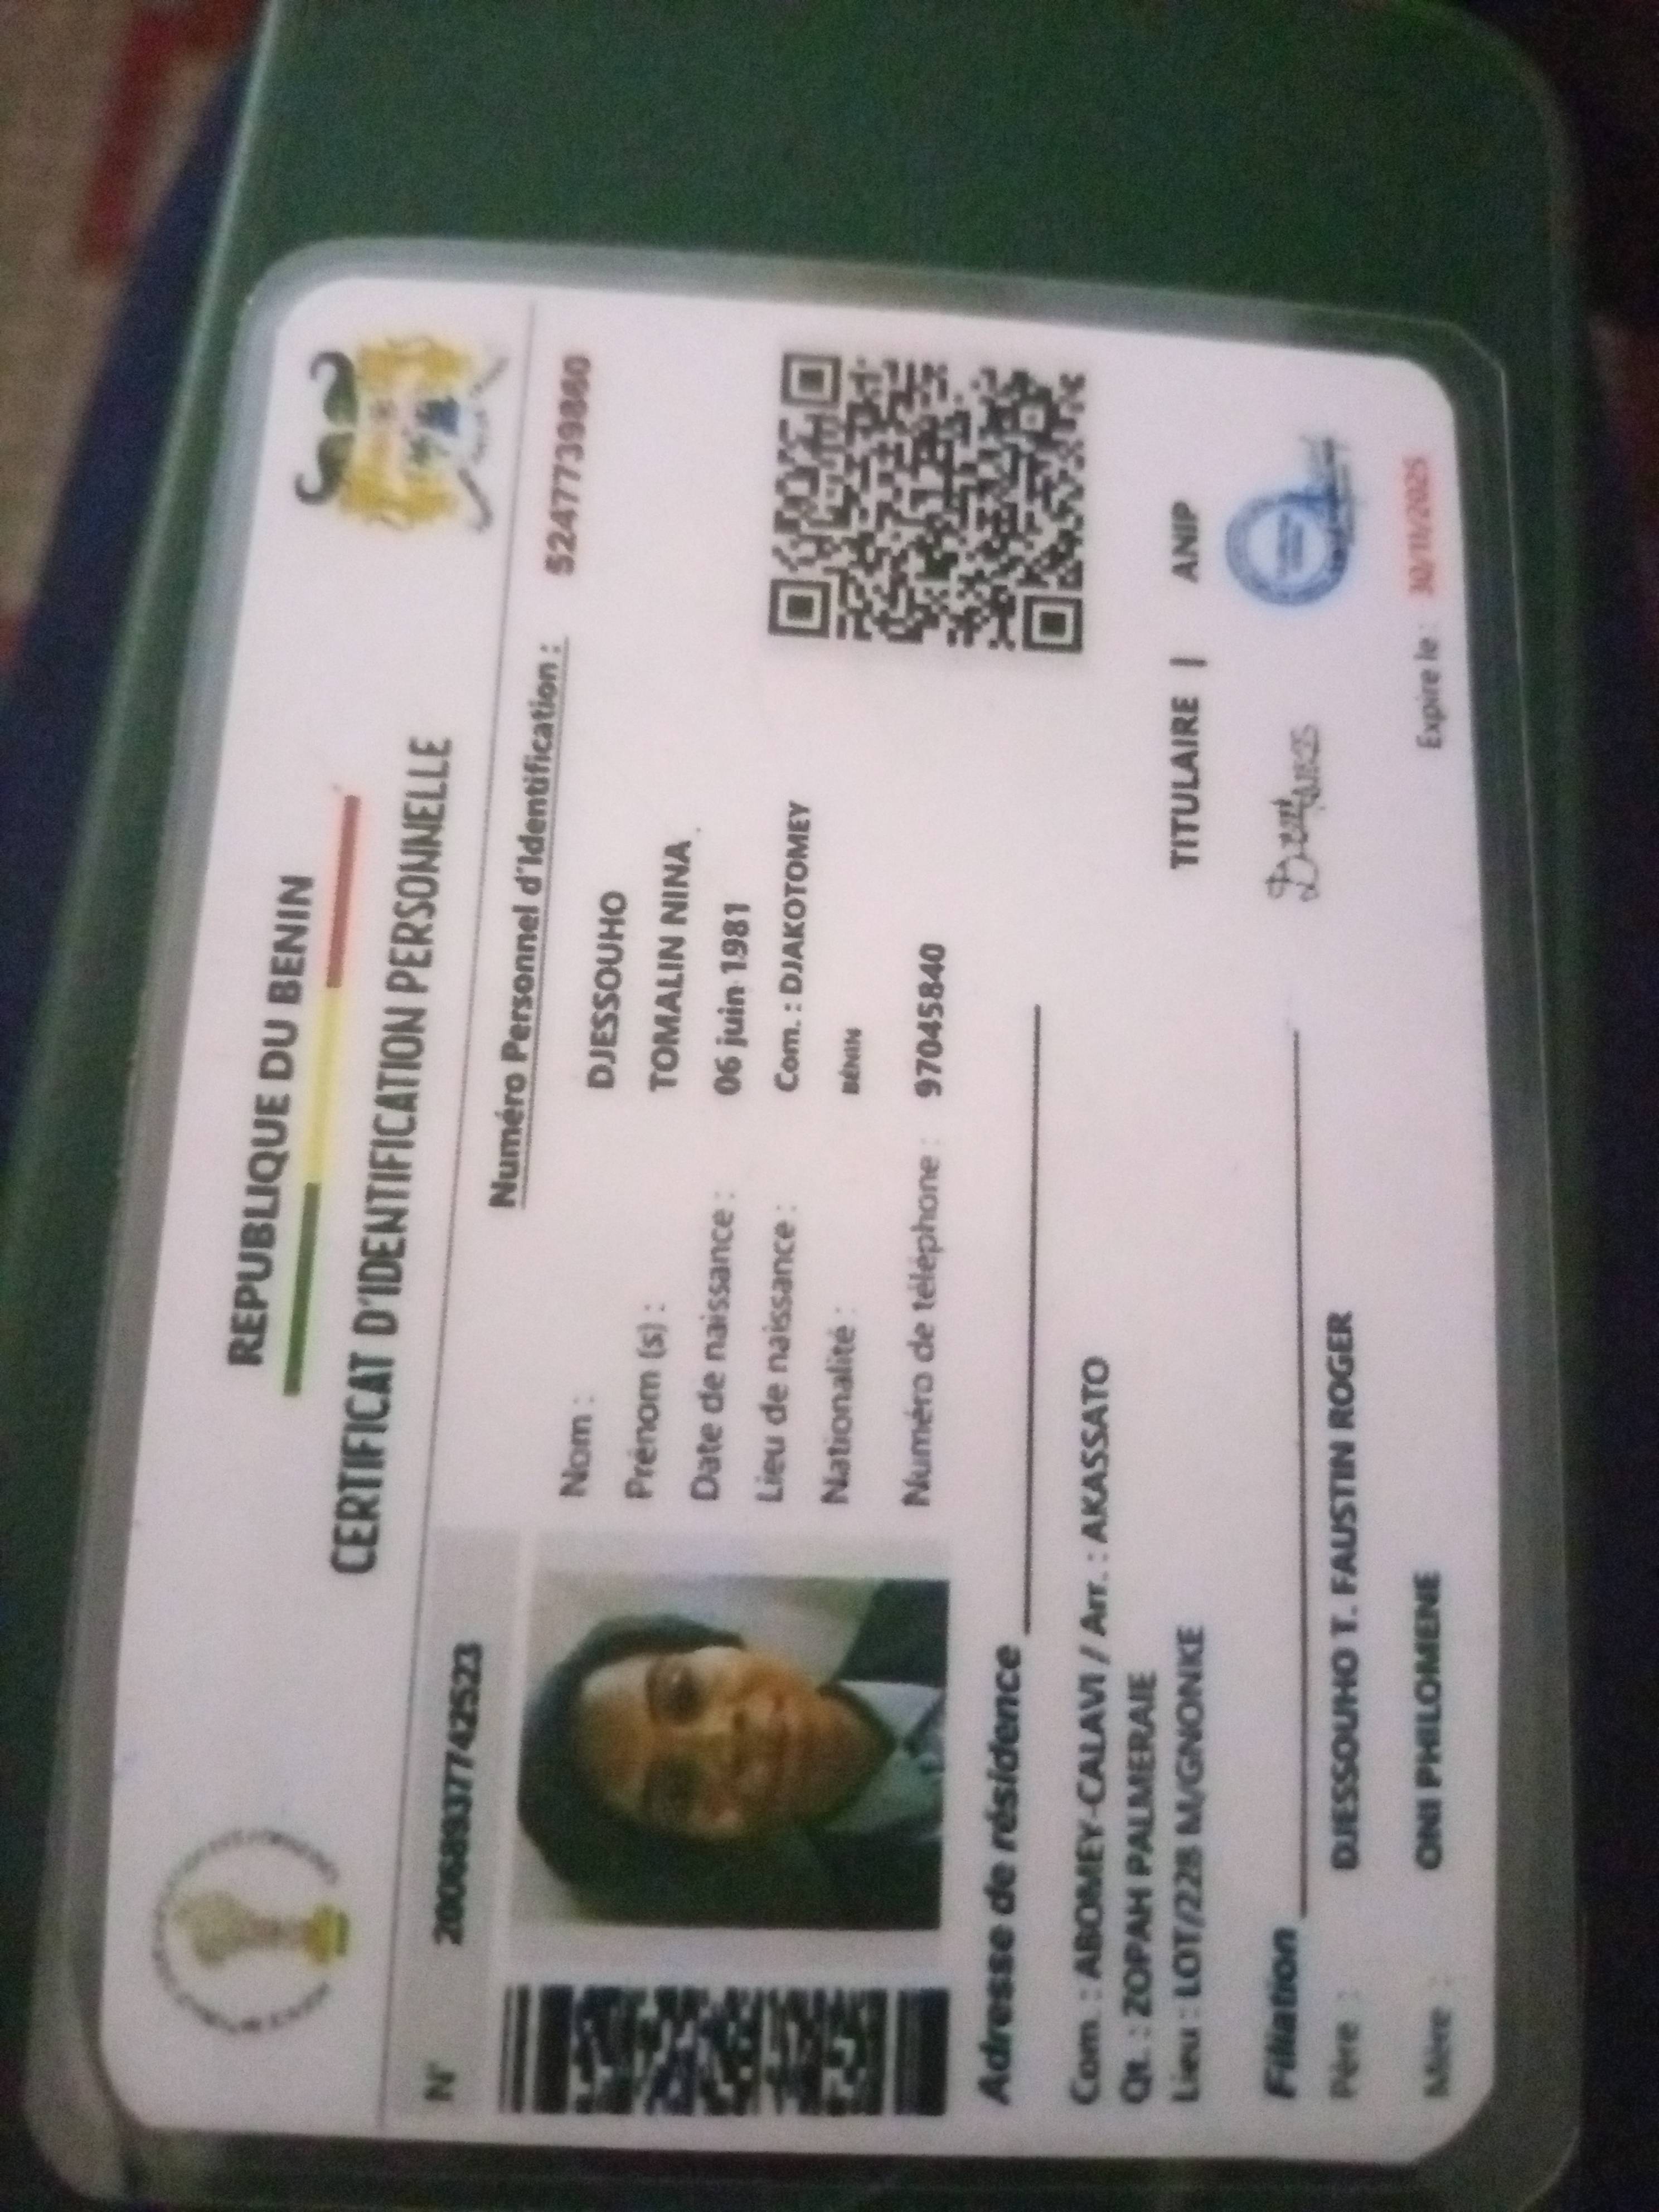 REPUBLIQUE DU BENIN
CERTIFICAT D'IDENTIFICATION PERSONNELLE
N° 2006893774 2523
Numéro Personnel d'Identification : 5247739860
Nom : DJESSOUHO
Prénom (s) : TOMALIN NINA
Date de naissance : 06 juin 1981
Lieu de naissance : Com. : DJAKOTOMEY
Nationalité : BÉNIN
Numéro de téléphone : 97045840
Adresse de résidence
Com. : ABOMEY-CALAVI / Arr. : AKASSATO
Qt. : ZOPAH PALMERAIE
Lieu : LOT/228 M/GNONKE
TITULAIRE | ANIP
Filiation
Père : DJESSOUHO T. FAUSTIN ROGER
Mère : ONI PHILOMENE
Expire le : 30/11/2025